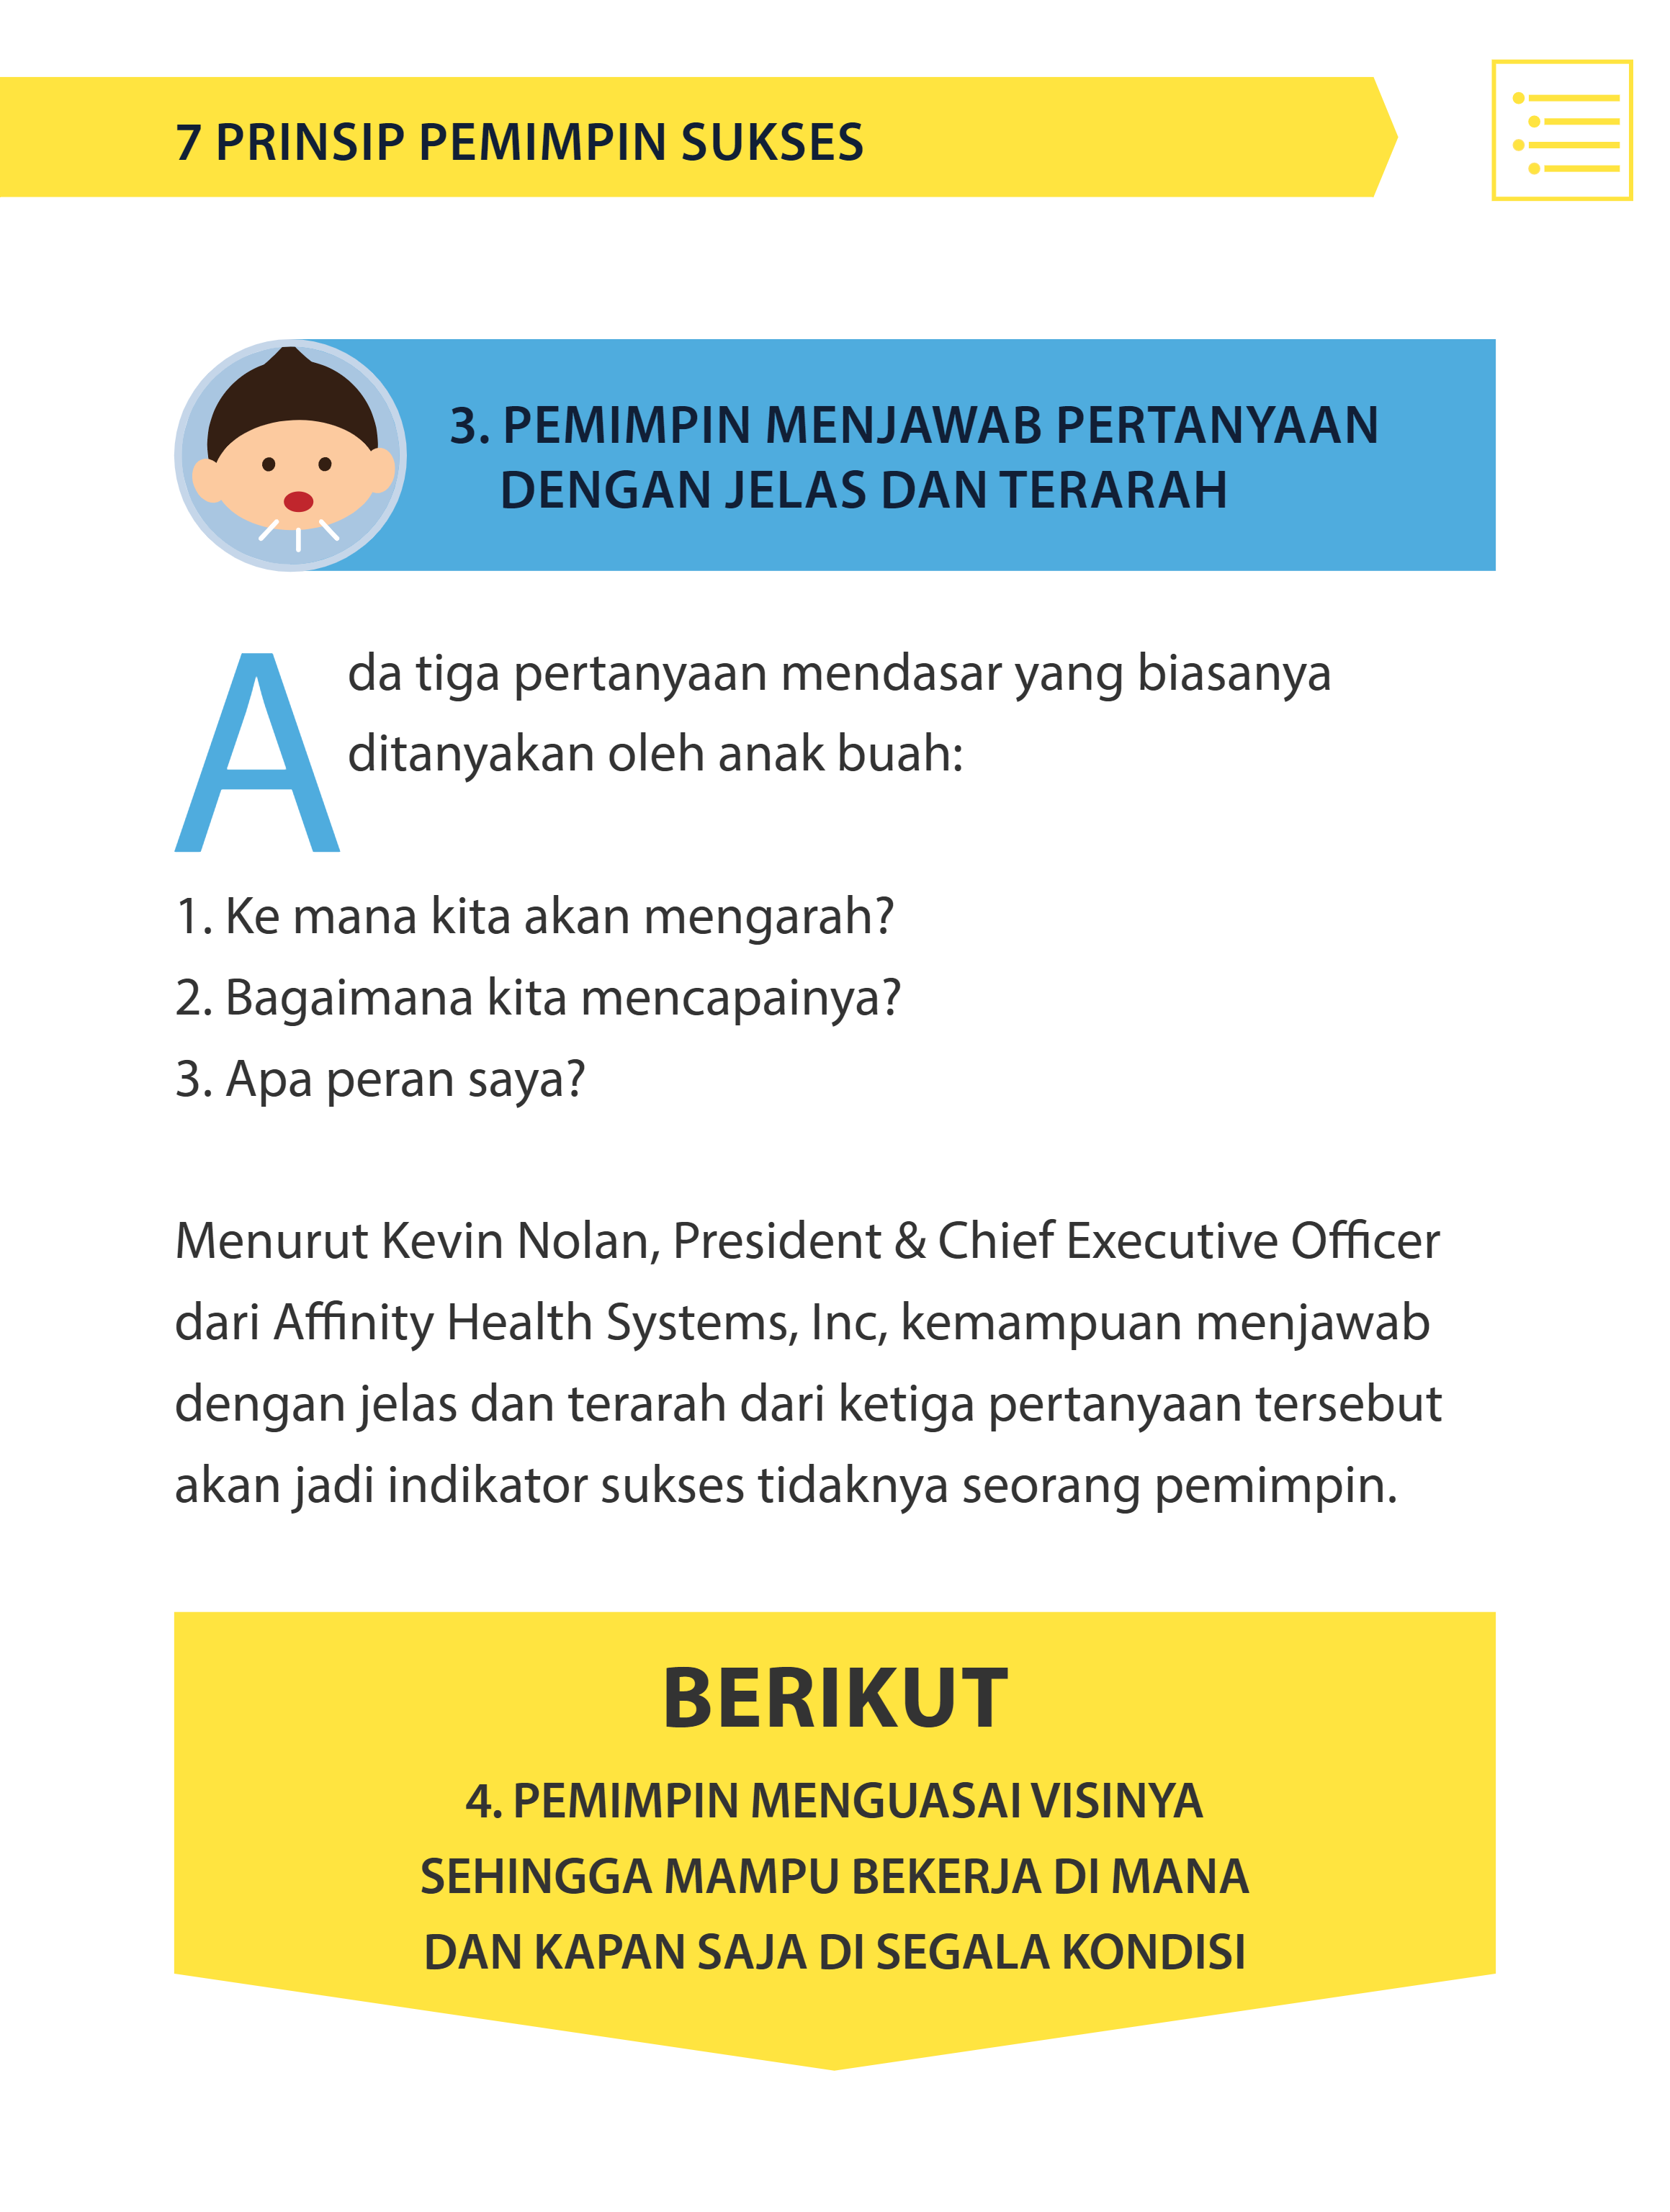 7 PRINSIP PEMIMPIN SUKSES
3. PEMIMPIN MENJAWAB PERTANYAAN
DENGAN JELAS DAN TERARAH
Ada tiga pertanyaan mendasar yang biasanya
ditanyakan oleh anak buah:
1. Ke mana kita akan mengarah?
2. Bagaimana kita mencapainya?
3. Apa peran saya?
Menurut Kevin Nolan, President & Chief Executive Officer
dari Affinity Health Systems, Inc, kemampuan menjawab
dengan jelas dan terarah dari ketiga pertanyaan tersebut
akan jadi indikator sukses tidaknya seorang pemimpin.
BERIKUT
4. PEMIMPIN MENGUASAI VISINYA
SEHINGGA MAMPU BEKERJA DI MANA
DAN KAPAN SAJA DI SEGALA KONDISI